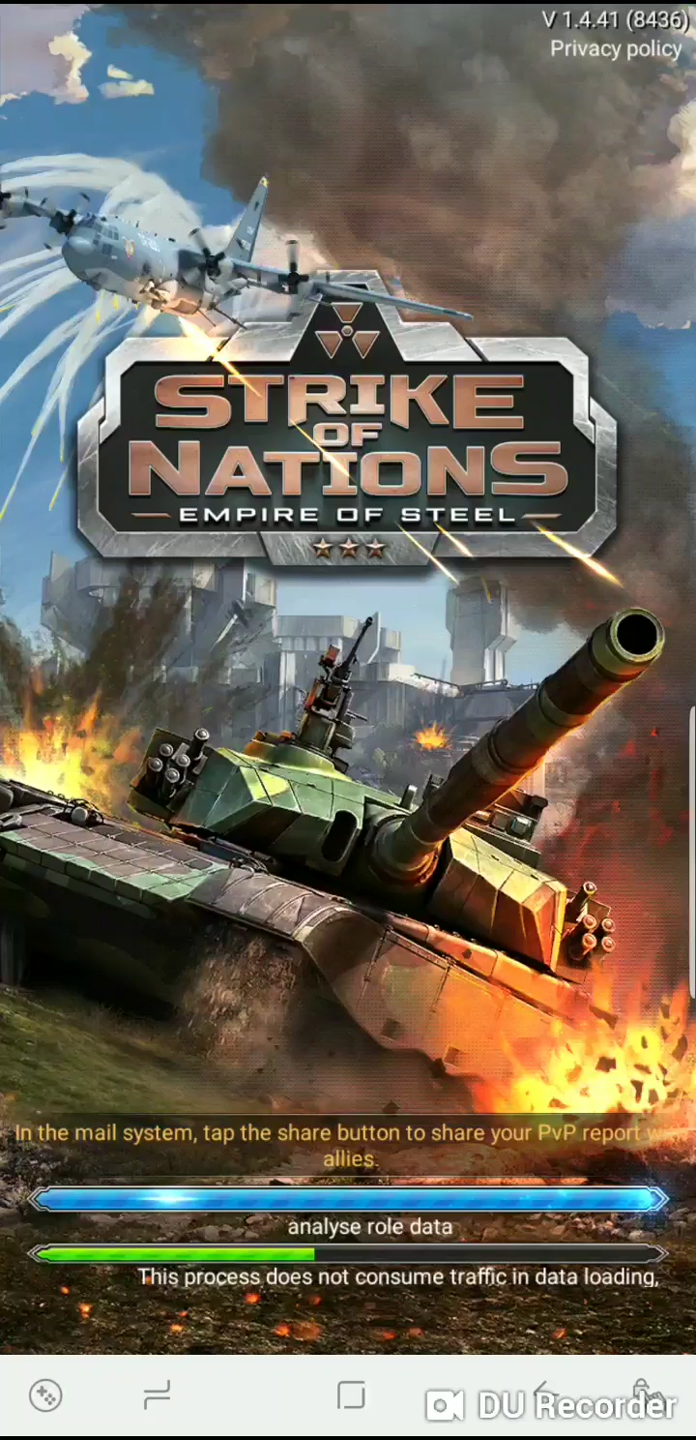 V 1.4.41 (8436)
Privacy policy
STRIKE
OF
NATIONS
EMPIRE OF STEEL
In the mail system, tap the share button to share your PvP report
allies.
analyse role data
This process does not consume traffic in data loading,
DU Recorder